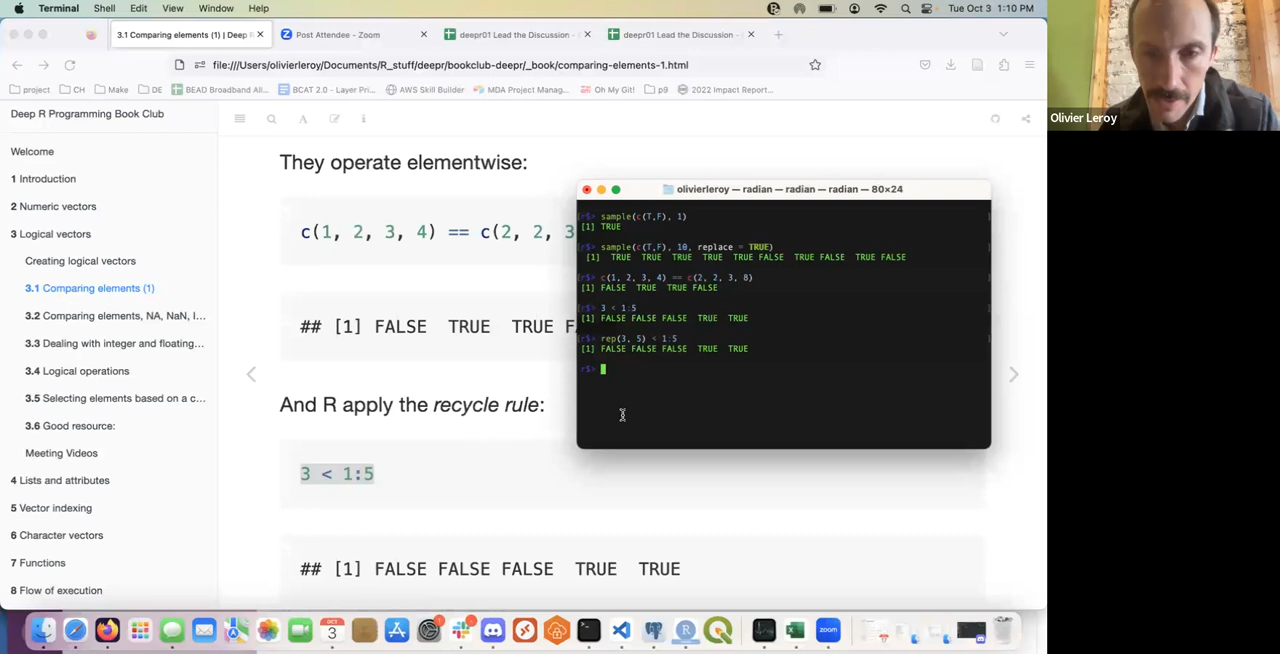 Terminal Shell Edit View Window Help Tue Oct 3 1:10 PM
3.1 Comparing elements (1) | Deep R Post Attendee - Zoom deepr01 Lead the Discussion - deepr01 Lead the Discussion -
file:///Users/olivierleroy/Documents/R_stuff/deepr/bookclub-deepr/_book/comparing-elements-1.html
project CH Make DE BEAD Broadband All... BCAT 2.0 - Layer Pri... AWS Skill Builder MDA Project Manag... Oh My Git! p9 2022 Impact Report...
Olivier Leroy
Deep R Programming Book Club
Welcome
1 Introduction
2 Numeric vectors
3 Logical vectors
Creating logical vectors
3.1 Comparing elements (1)
3.2 Comparing elements, NA, NaN, I...
3.3 Dealing with integer and floating...
3.4 Logical operations
3.5 Selecting elements based on a c...
3.6 Good resource:
Meeting Videos
4 Lists and attributes
5 Vector indexing
6 Character vectors
7 Functions
8 Flow of execution
They operate elementwise:
c(1, 2, 3, 4) == c(2, 2, 3
## [1] FALSE TRUE TRUE FA
And R apply the recycle rule:
3 < 1:5
## [1] FALSE FALSE FALSE TRUE TRUE
olivierleroy — radian — radian — radian — 80×24
r$> sample(c(T,F), 1)
[1] TRUE
r$> sample(c(T,F), 10, replace = TRUE)
[1] TRUE TRUE TRUE TRUE TRUE FALSE TRUE FALSE TRUE FALSE
r$> c(1, 2, 3, 4) == c(2, 2, 3, 8)
[1] FALSE TRUE TRUE FALSE
r$> 3 < 1:5
[1] FALSE FALSE FALSE TRUE TRUE
r$> rep(3, 5) < 1:5
[1] FALSE FALSE FALSE TRUE TRUE
r$>
OCT
3
zoom